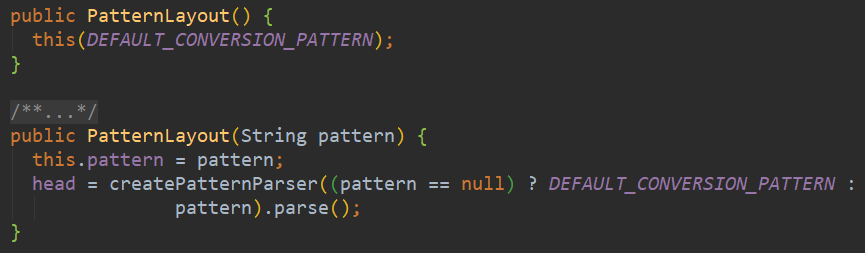 public PatternLayout() {
  this(DEFAULT_CONVERSION_PATTERN);
}
/**...*/
public PatternLayout(String pattern) {
  this.pattern = pattern;
  head = createPatternParser((pattern == null) ? DEFAULT_CONVERSION_PATTERN :
              pattern).parse();
}